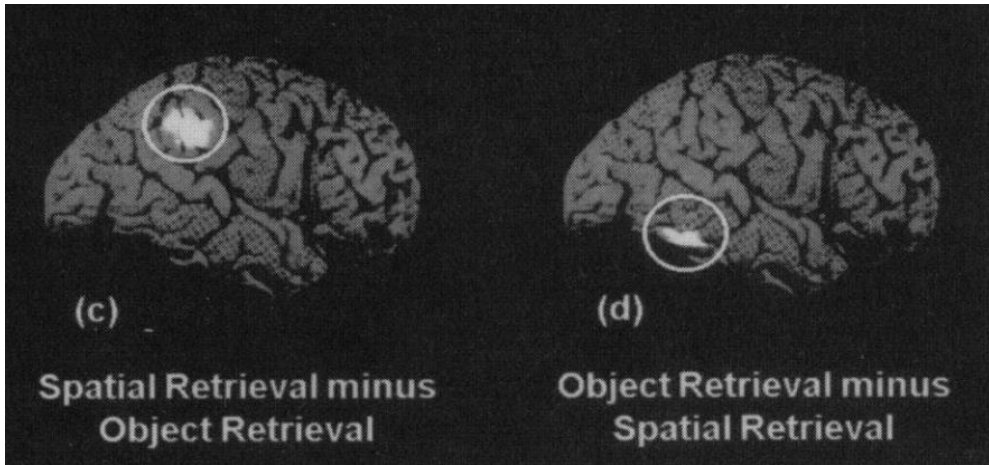 (c)
Spatial Retrieval minus
Object Retrieval
(d)
Object Retrieval minus
Spatial Retrieval